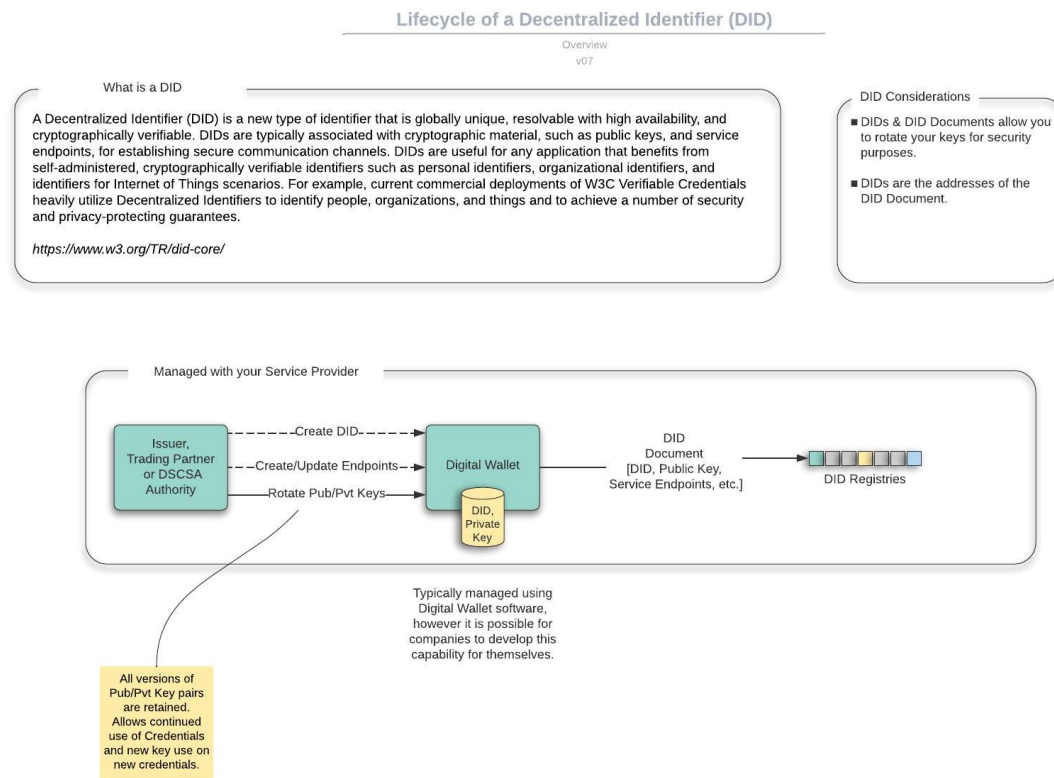 Lifecycle of a Decentralized Identifier (DID)
Overview
v07
What is a DID
A Decentralized Identifier (DID) is a new type of identifier that is globally unique, resolvable with high availability, and
cryptographically verifiable. DIDs are typically associated with cryptographic material, such as public keys, and service
endpoints, for establishing secure communication channels. DIDs are useful for any application that benefits from
self-administered, cryptographically verifiable identifiers such as personal identifiers, organizational identifiers, and
identifiers for Internet of Things scenarios. For example, current commercial deployments of W3C Verifiable Credentials
heavily utilize Decentralized Identifiers to identify people, organizations, and things and to achieve a number of security
and privacy-protecting guarantees.
https://www.w3.org/TR/did-core/
DID Considerations
■ DIDs & DID Documents allow you
to rotate your keys for security
purposes.
■ DIDs are the addresses of the
DID Document.
Managed with your Service Provider
Issuer,
Trading Partner
or DSCSA
Authority
Create DID
Create/Update Endpoints
Rotate Pub/Pvt Keys
Digital Wallet
DID,
Private
Key
DID
Document
[DID, Public Key,
Service Endpoints, etc.]
DID Registries
Typically managed using
Digital Wallet software,
however it is possible for
companies to develop this
capability for themselves.
All versions of
Pub/Pvt Key pairs
are retained.
Allows continued
use of Credentials
and new key use on
new credentials.